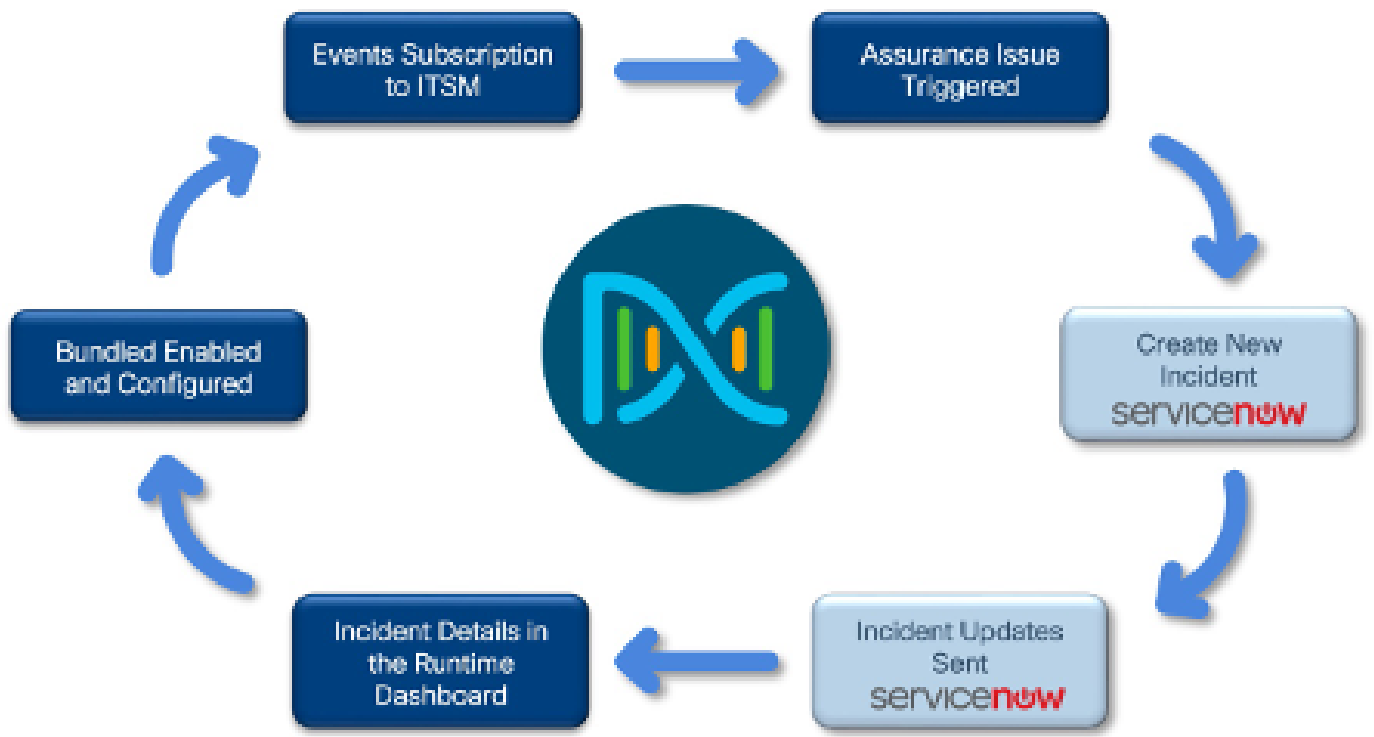 Events Subscription
to ITSM
Assurance Issue
Triggered
Bundled Enabled
and Configured
Create New
Incident
servicenow
Incident Details in
the Runtime
Dashboard
Incident Updates
Sent
servicenow